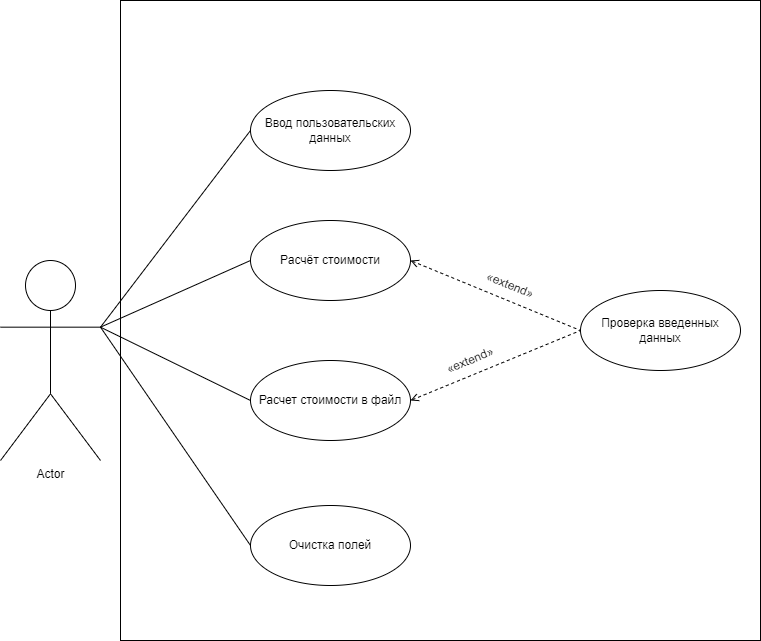 Ввод пользовательских
данных
Расчёт стоимости
«extend»
Проверка введенных
данных
«extend»
Расчет стоимости в файл
Actor
Очистка полей